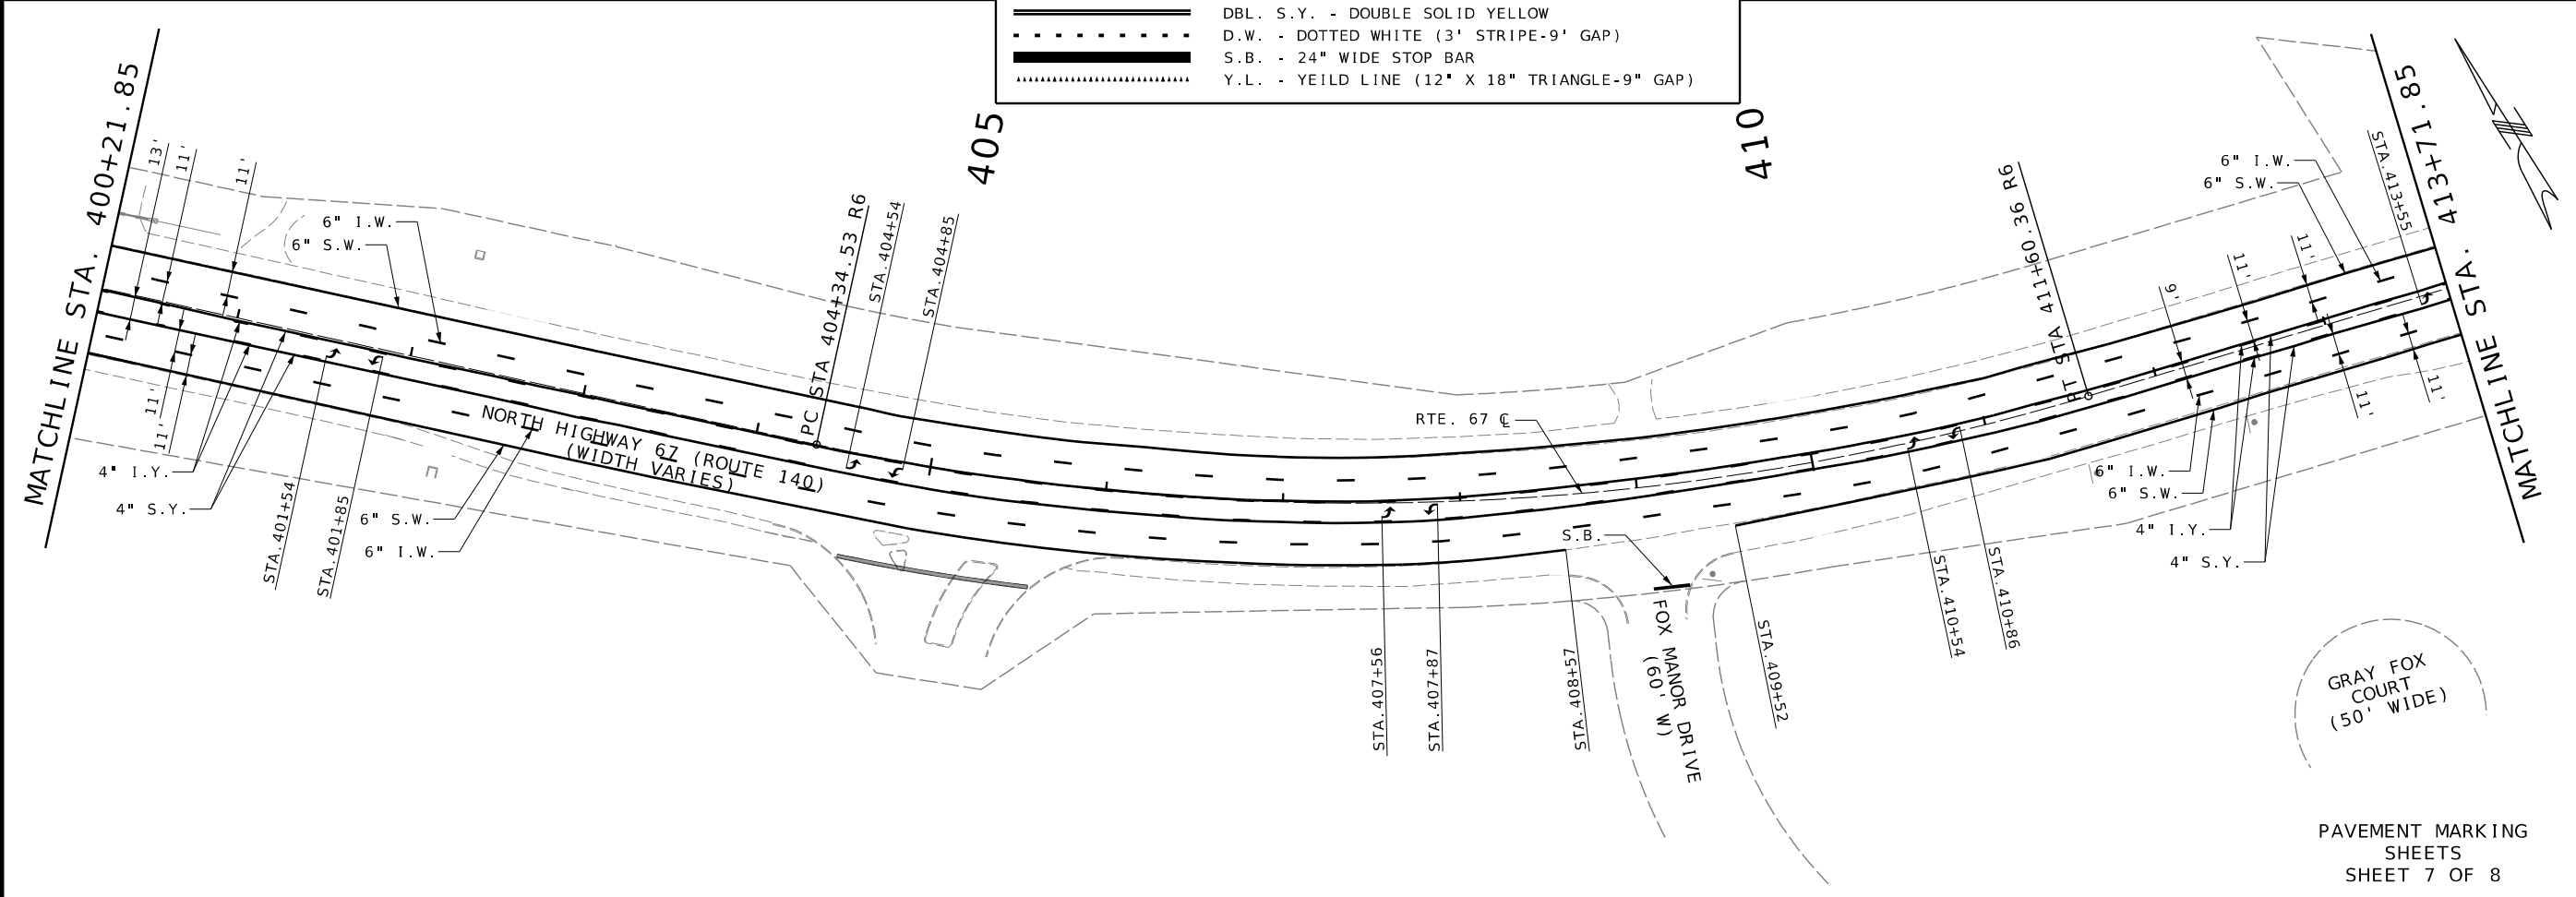 DBL. S.Y. - DOUBLE SOLID YELLOW
D.W. - DOTTED WHITE (3' STRIPE-9' GAP)
S.B. - 24" WIDE STOP BAR
Y.L. - YEILD LINE (12" X 18" TRIANGLE-9" GAP)
MATCHLINE STA. 400+21.85
13'
11'
11'
6" I.W.
6" S.W.
405
PC STA 404+34.53 R6
STA.404+54
STA.404+85
410
PT STA 411+60.36 R6
6" I.W.
6" S.W.
STA.413+55
MATCHLINE STA. 413+71.85
9'
11'
11'
11'
11'
11'
11'
4" I.Y.
4" S.Y.
STA.401+54
STA.401+85
6" S.W.
6" I.W.
NORTH HIGHWAY 67 (ROUTE 140)
(WIDTH VARIES)
RTE. 67 ℄
S.B.
STA.407+56
STA.407+87
STA.408+57
FOX MANOR DRIVE
(60' W)
STA.409+52
STA.410+54
STA.410+86
6" I.W.
6" S.W.
4" I.Y.
4" S.Y.
GRAY FOX
COURT
(50' WIDE)
PAVEMENT MARKING
SHEETS
SHEET 7 OF 8